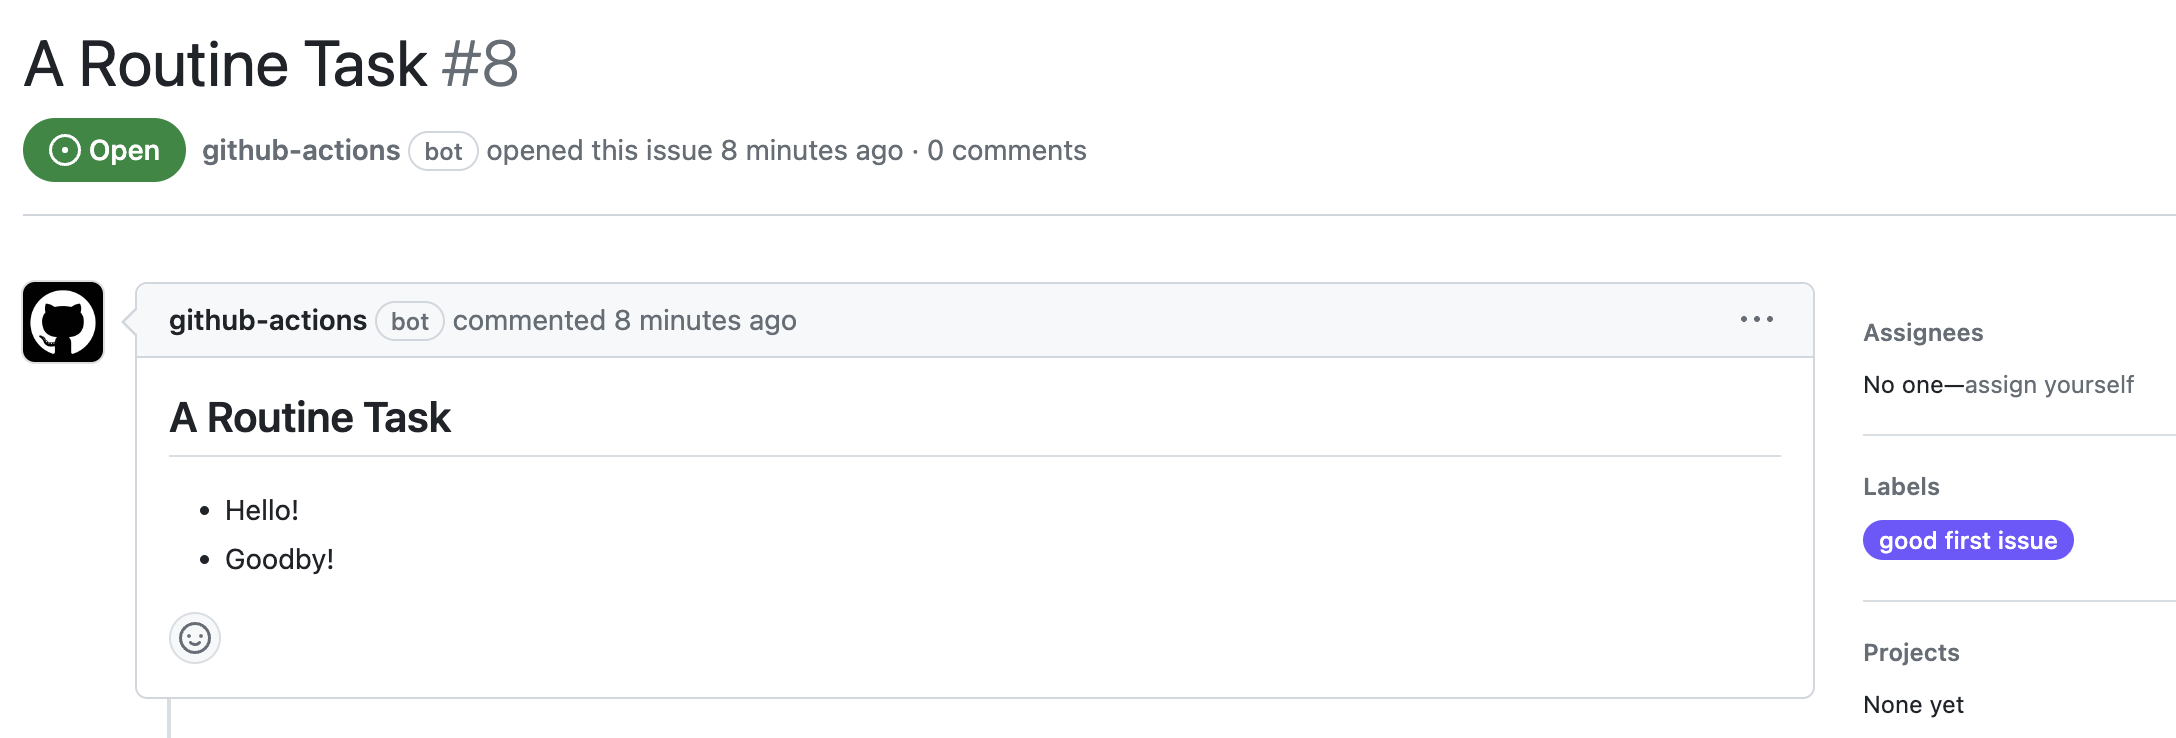 A Routine Task #8
Open github-actions bot opened this issue 8 minutes ago · 0 comments
github-actions bot commented 8 minutes ago
A Routine Task
• Hello!
• Goodby!
Assignees
No one—assign yourself
Labels
good first issue
Projects
None yet